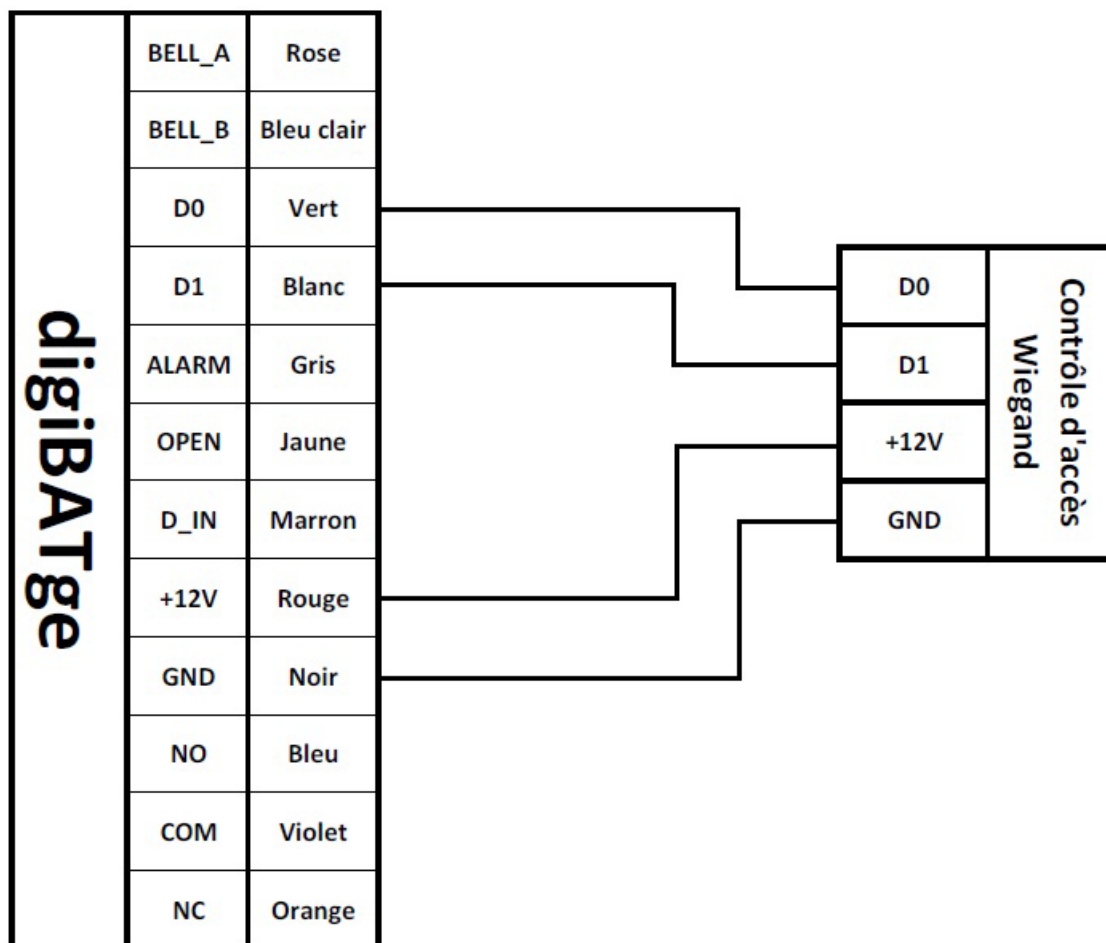 digiBATge
BELL_A Rose
BELL_B Bleu clair
D0 Vert
D1 Blanc
ALARM Gris
OPEN Jaune
D_IN Marron
+12V Rouge
GND Noir
NO Bleu
COM Violet
NC Orange
D0
D1
+12V
GND
Contrôle d'accès
Wiegand